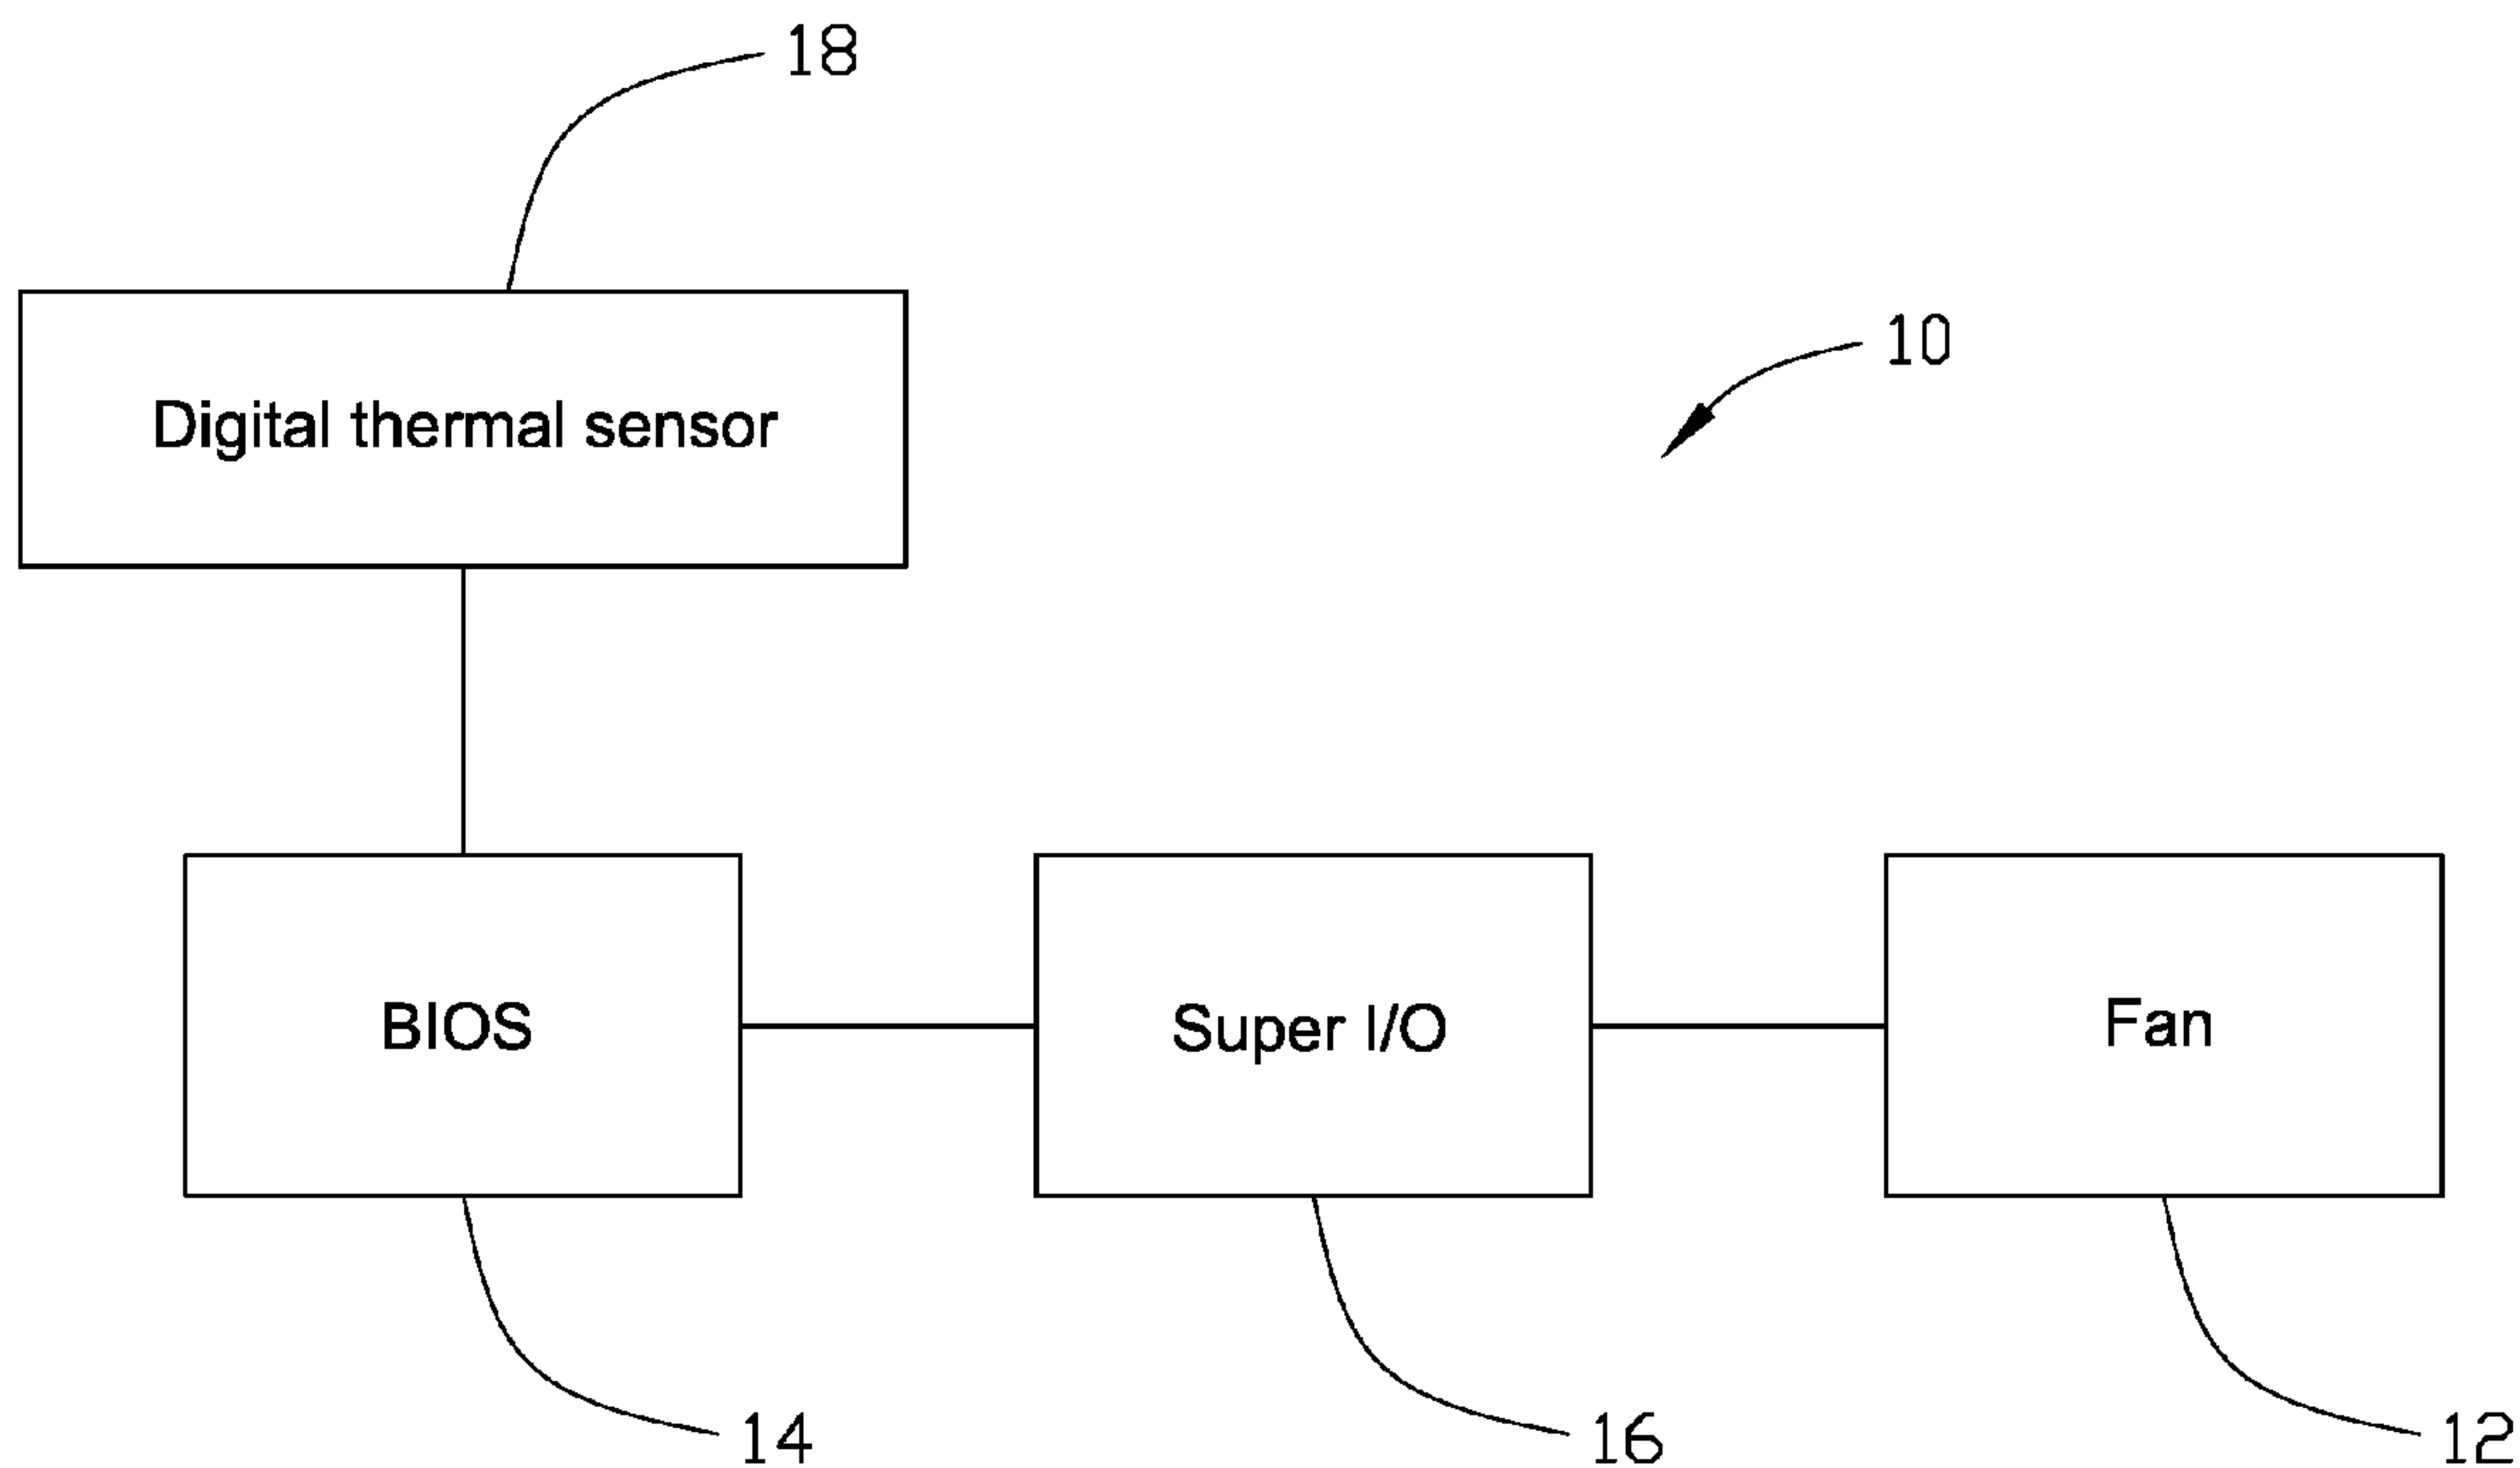 18
10
Digital thermal sensor
BIOS
Super I/O
Fan
14
16
12